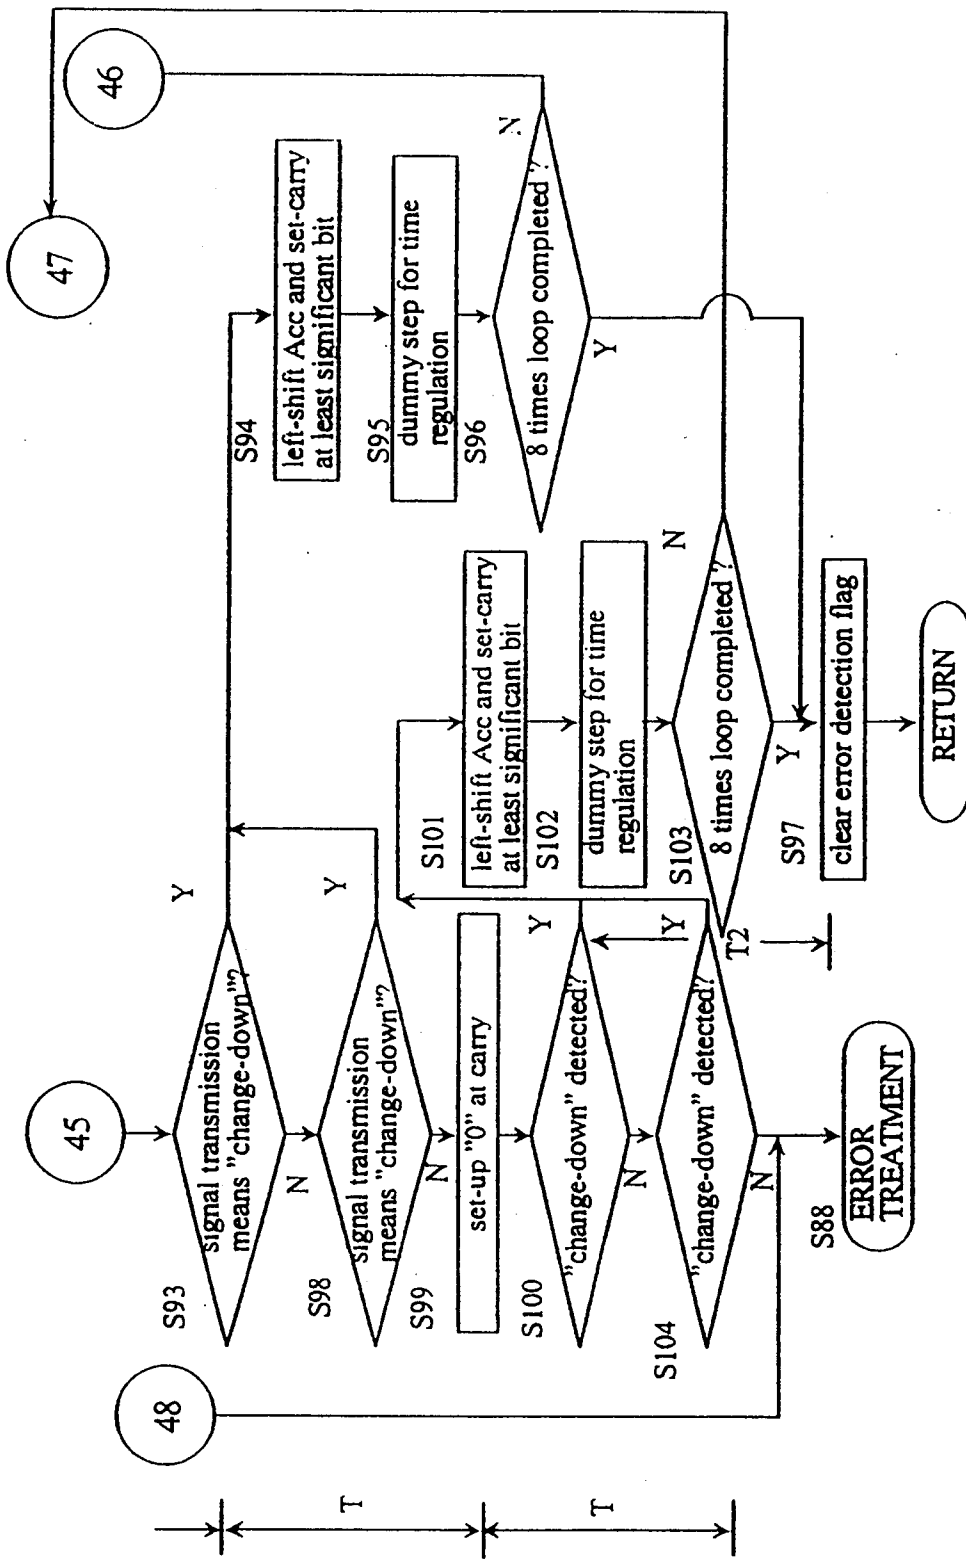 48
45
47
46
T
T
S93
signal transmission
means "change-down"?
Y
N
S98
signal transmission
means "change-down"?
Y
N
S99
set-up "0" at carry
S100
"change-down" detected?
Y
N
S104
"change-down" detected?
Y
N
S88
ERROR
TREATMENT
T2
S101
left-shift Acc and set-carry
at least significant bit
S102
dummy step for time
regulation
S103
8 times loop completed ?
N
Y
S97
clear error detection flag
RETURN
S94
left-shift Acc and set-carry
at least significant bit
S95
dummy step for time
regulation
S96
8 times loop completed ?
N
Y